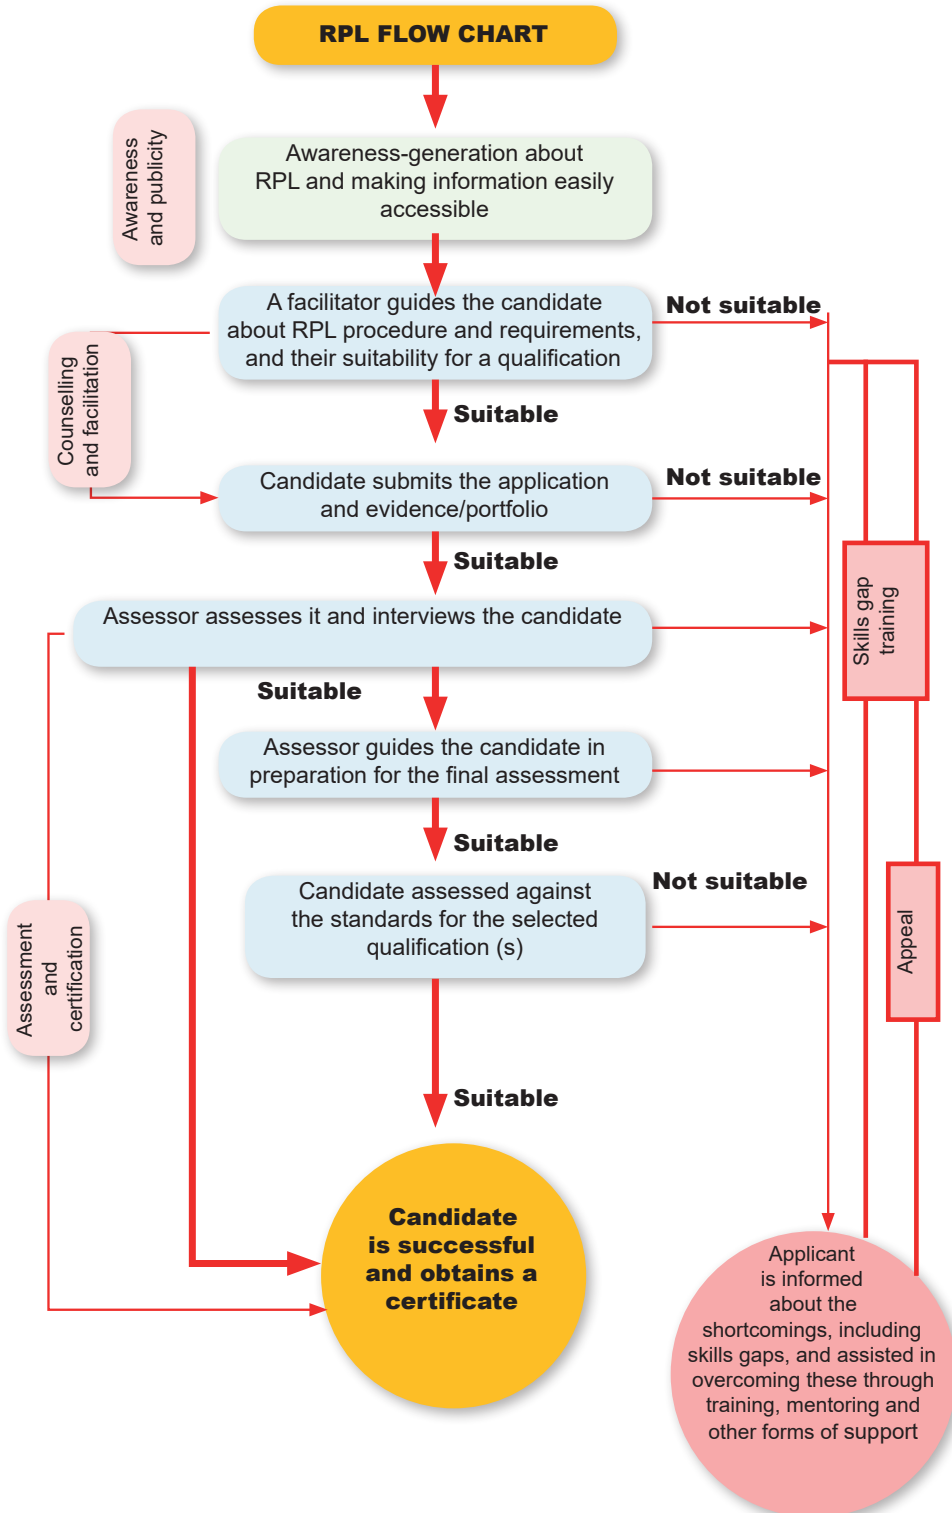 RPL FLOW CHART
Awareness
and publicity
Awareness-generation about
RPL and making information easily
accessible
A facilitator guides the candidate
about RPL procedure and requirements,
and their suitability for a qualification
Not suitable
Counselling
and facilitation
Suitable
Candidate submits the application
and evidence/portfolio
Not suitable
Suitable
Assessor assesses it and interviews the candidate
Skills gap
training
Suitable
Assessor guides the candidate in
preparation for the final assessment
Suitable
Candidate assessed against
the standards for the selected
qualification (s)
Not suitable
Assessment
and
certification
Appeal
Suitable
Candidate
is successful
and obtains a
certificate
Applicant
is informed
about the
shortcomings, including
skills gaps, and assisted in
overcoming these through
training, mentoring and
other forms of support